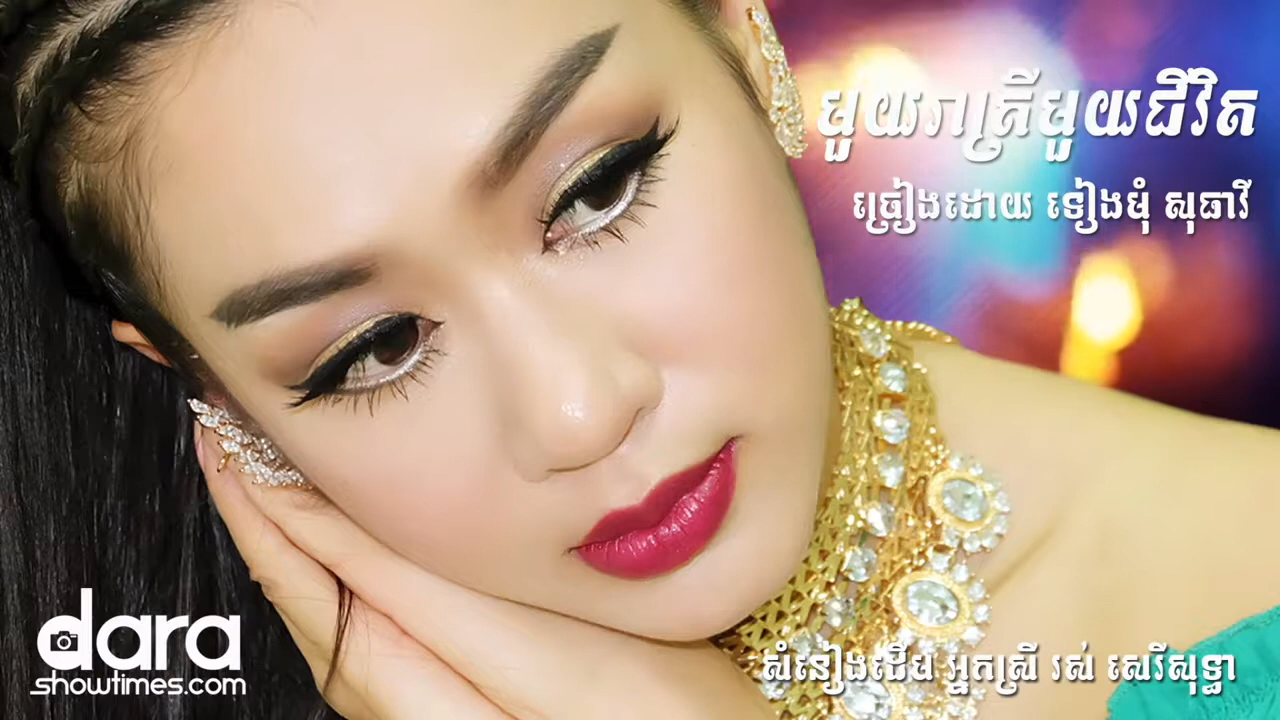 មួយរាត្រីមួយជីវិត
ច្រៀងដោយ ទៀងមុំ សុធាវី
dara
showtimes.com
សំនៀងដើម អ្នកស្រី រស់ សេរីសុទ្ធា